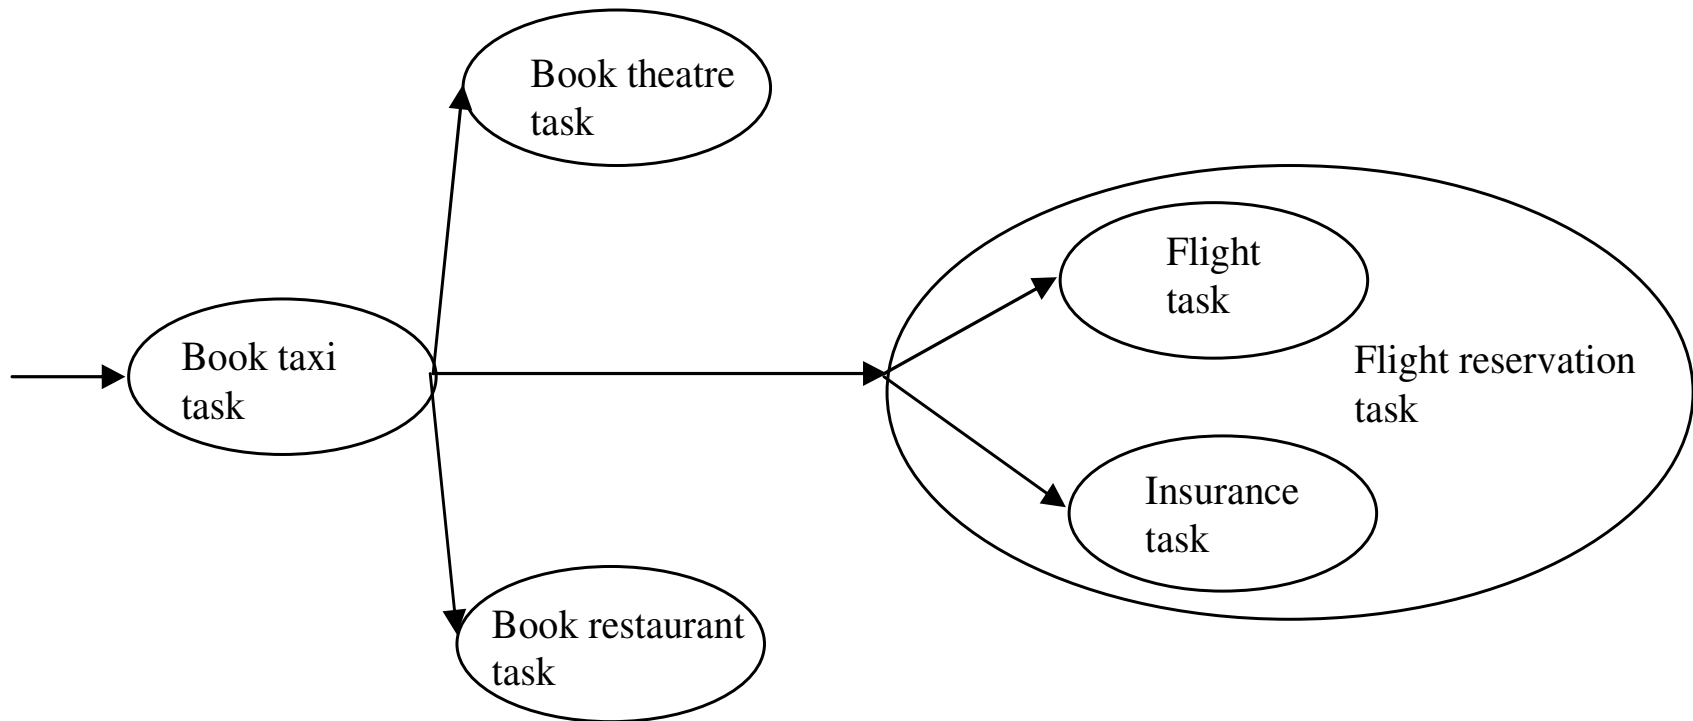 Book theatre
task
Flight
task
Book taxi
task
Flight reservation
task
Insurance
task
Book restaurant
task